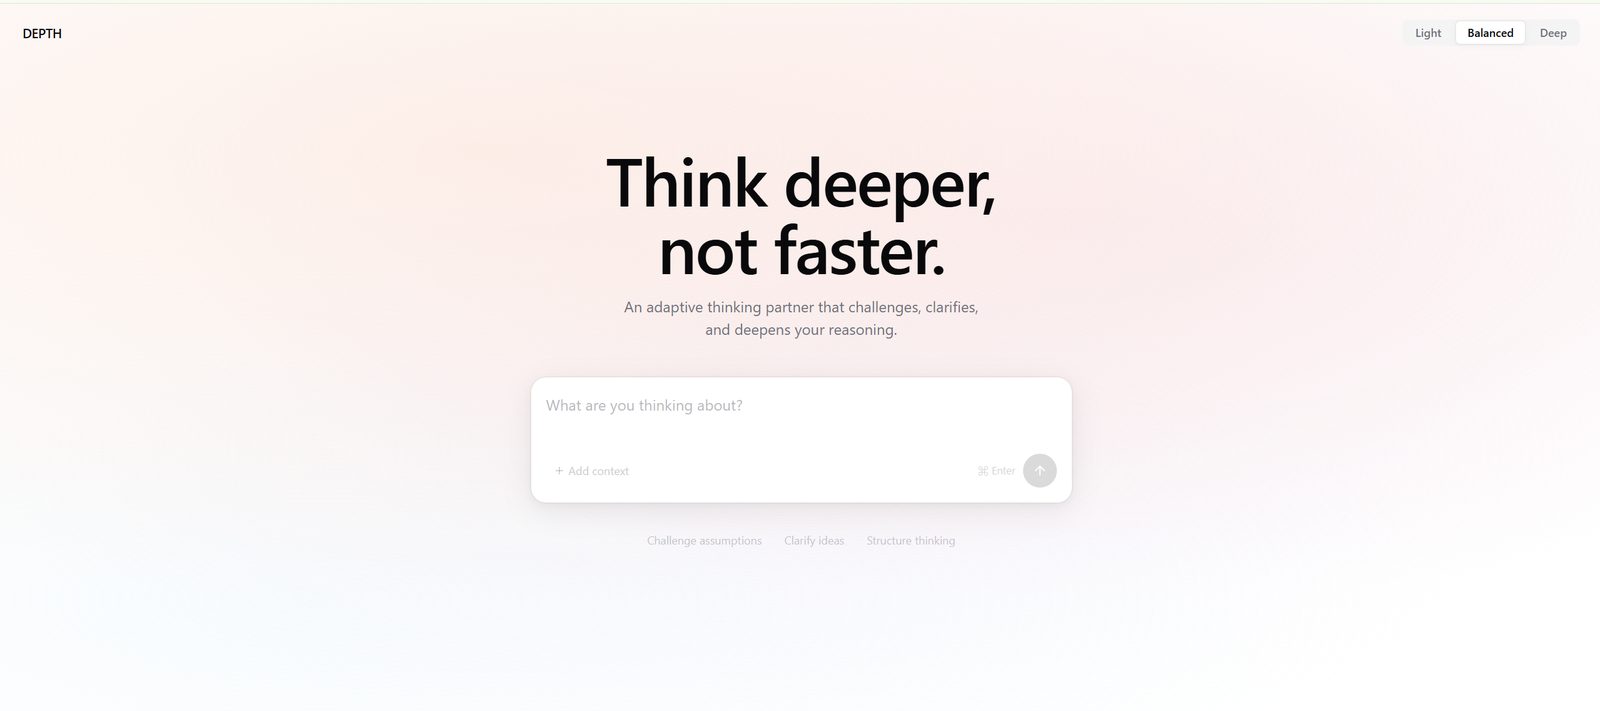 DEPTH
Light Balanced Deep
Think deeper,
not faster.
An adaptive thinking partner that challenges, clarifies,
and deepens your reasoning.
What are you thinking about?
+ Add context
⌘ Enter
Challenge assumptions Clarify ideas Structure thinking